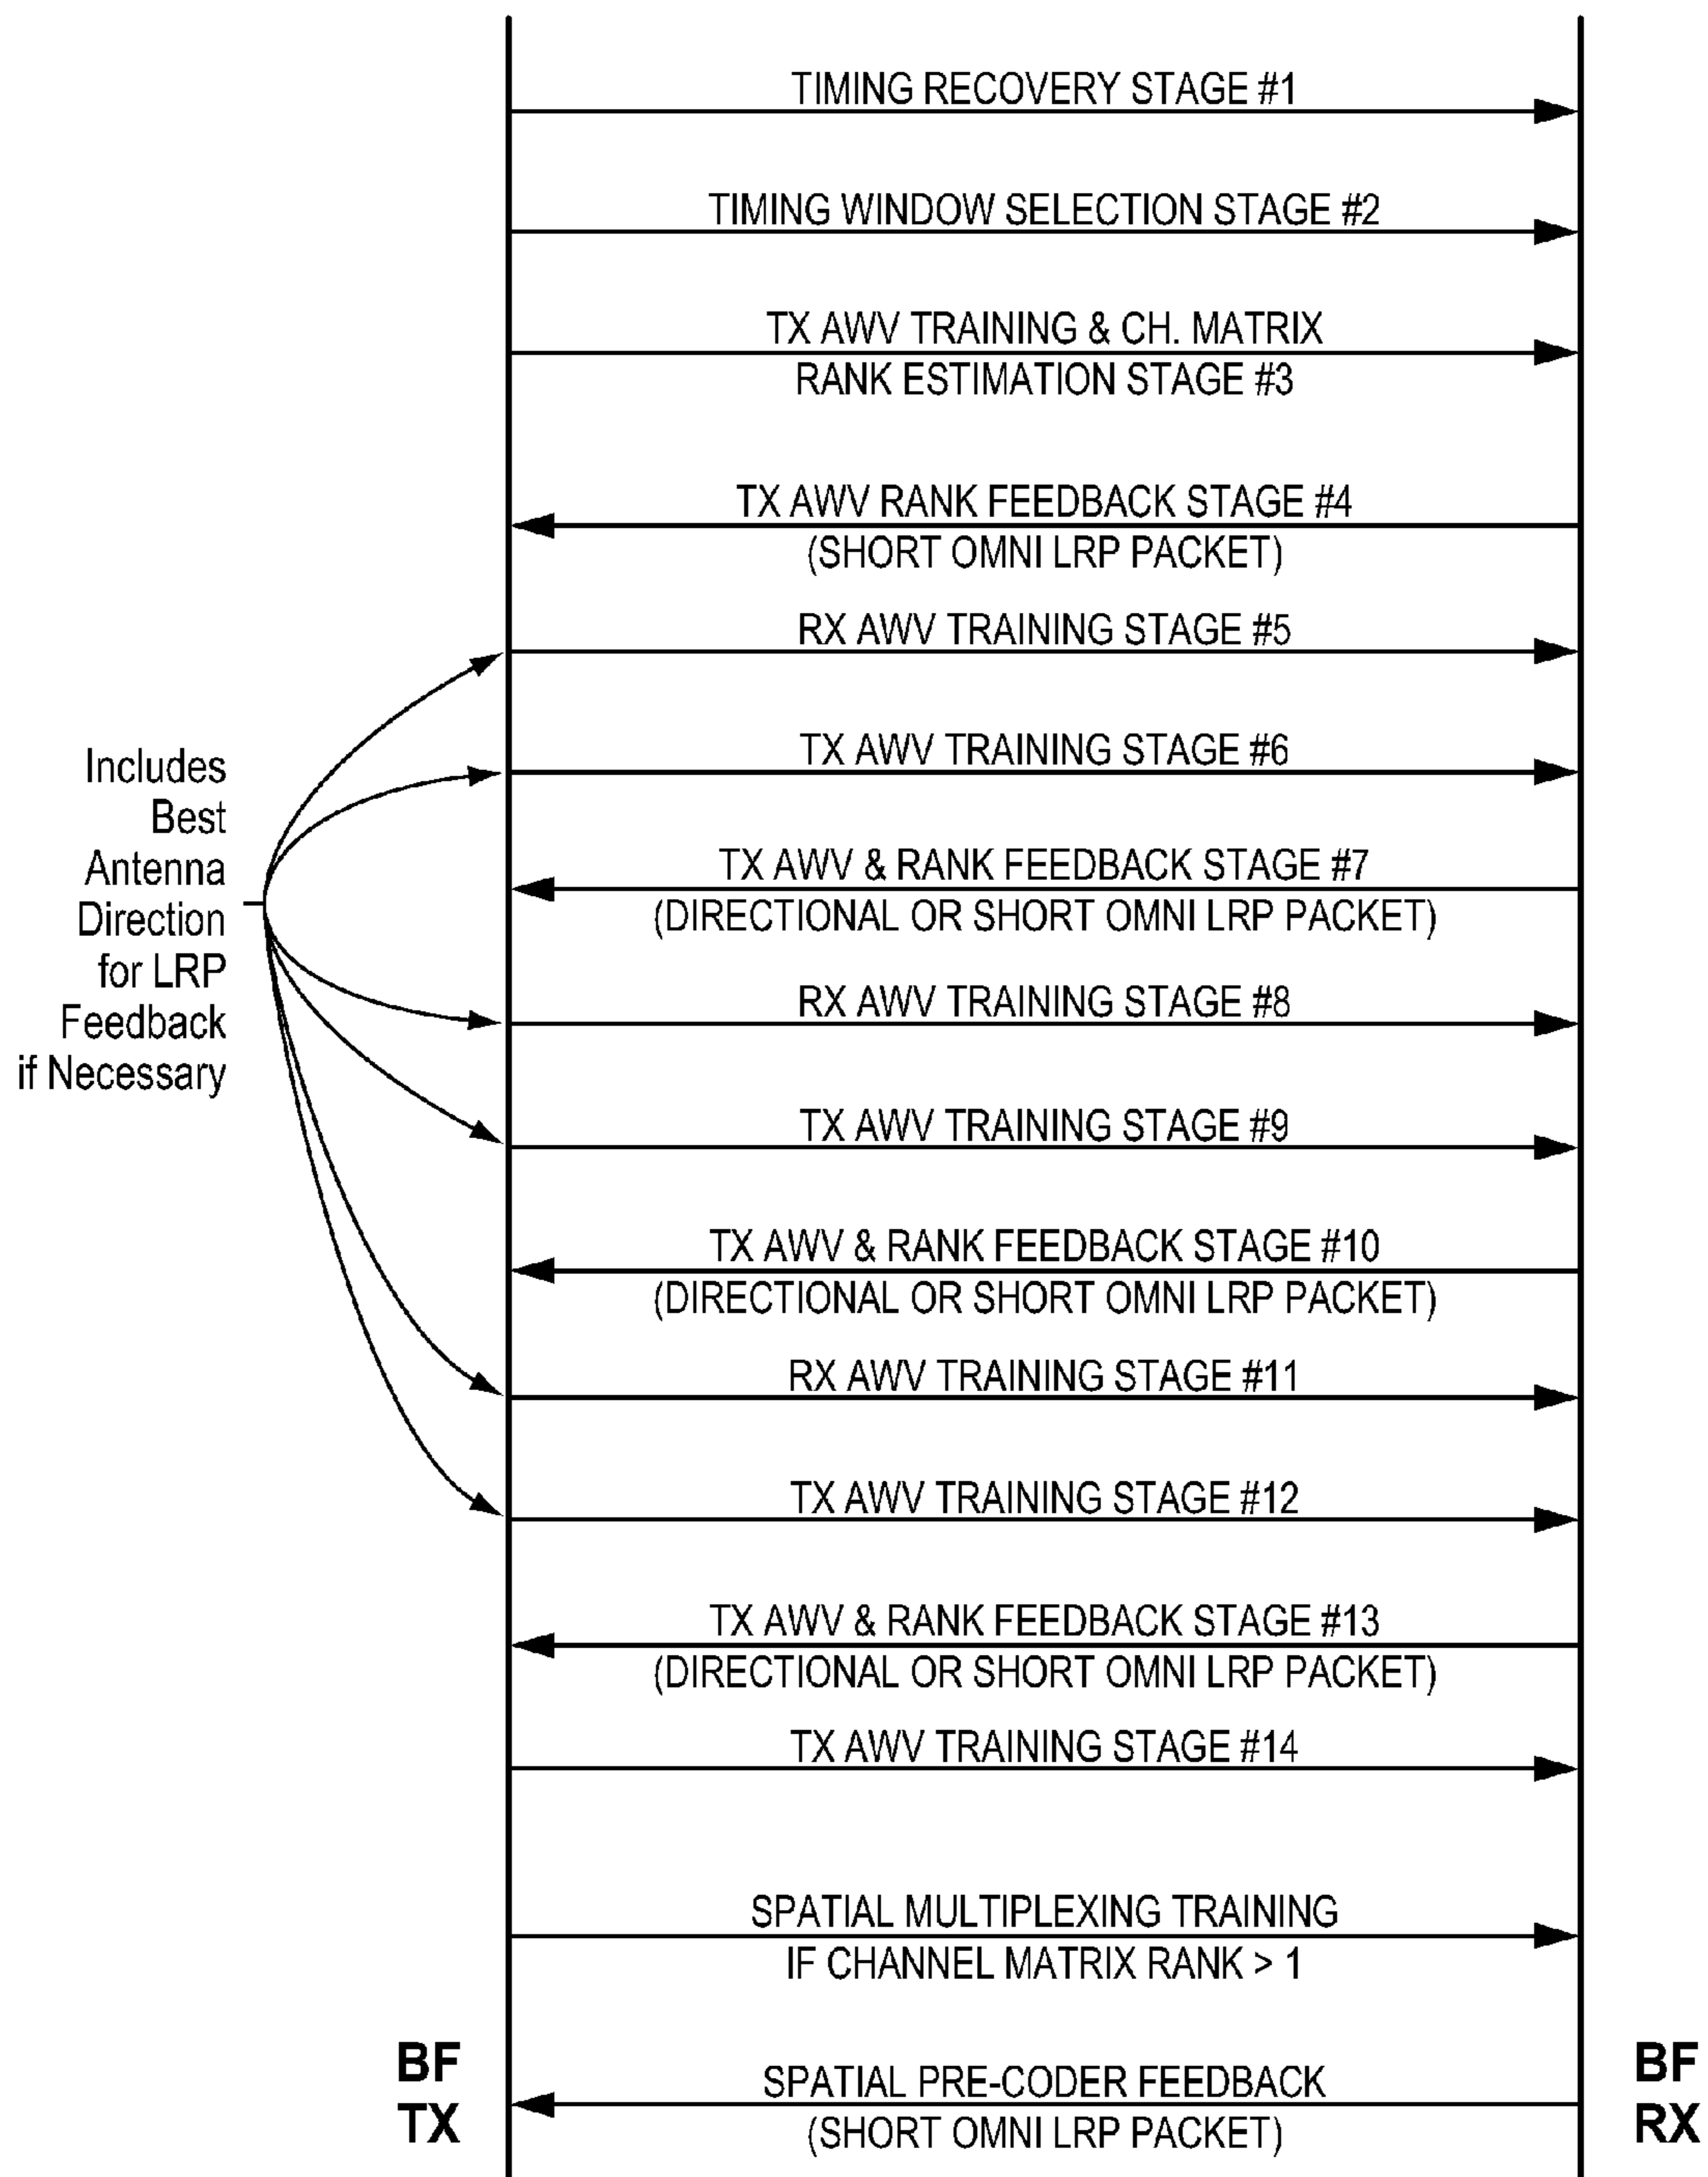 TIMING RECOVERY STAGE #1
TIMING WINDOW SELECTION STAGE #2
TX AWV TRAINING & CH. MATRIX
RANK ESTIMATION STAGE #3
TX AWV RANK FEEDBACK STAGE #4
(SHORT OMNI LRP PACKET)
RX AWV TRAINING STAGE #5
TX AWV TRAINING STAGE #6
Includes
Best
Antenna
Direction
for LRP
Feedback
if Necessary
TX AWV & RANK FEEDBACK STAGE #7
(DIRECTIONAL OR SHORT OMNI LRP PACKET)
RX AWV TRAINING STAGE #8
TX AWV TRAINING STAGE #9
TX AWV & RANK FEEDBACK STAGE #10
(DIRECTIONAL OR SHORT OMNI LRP PACKET)
RX AWV TRAINING STAGE #11
TX AWV TRAINING STAGE #12
TX AWV & RANK FEEDBACK STAGE #13
(DIRECTIONAL OR SHORT OMNI LRP PACKET)
TX AWV TRAINING STAGE #14
SPATIAL MULTIPLEXING TRAINING
IF CHANNEL MATRIX RANK > 1
BF
TX
SPATIAL PRE-CODER FEEDBACK
(SHORT OMNI LRP PACKET)
BF
RX